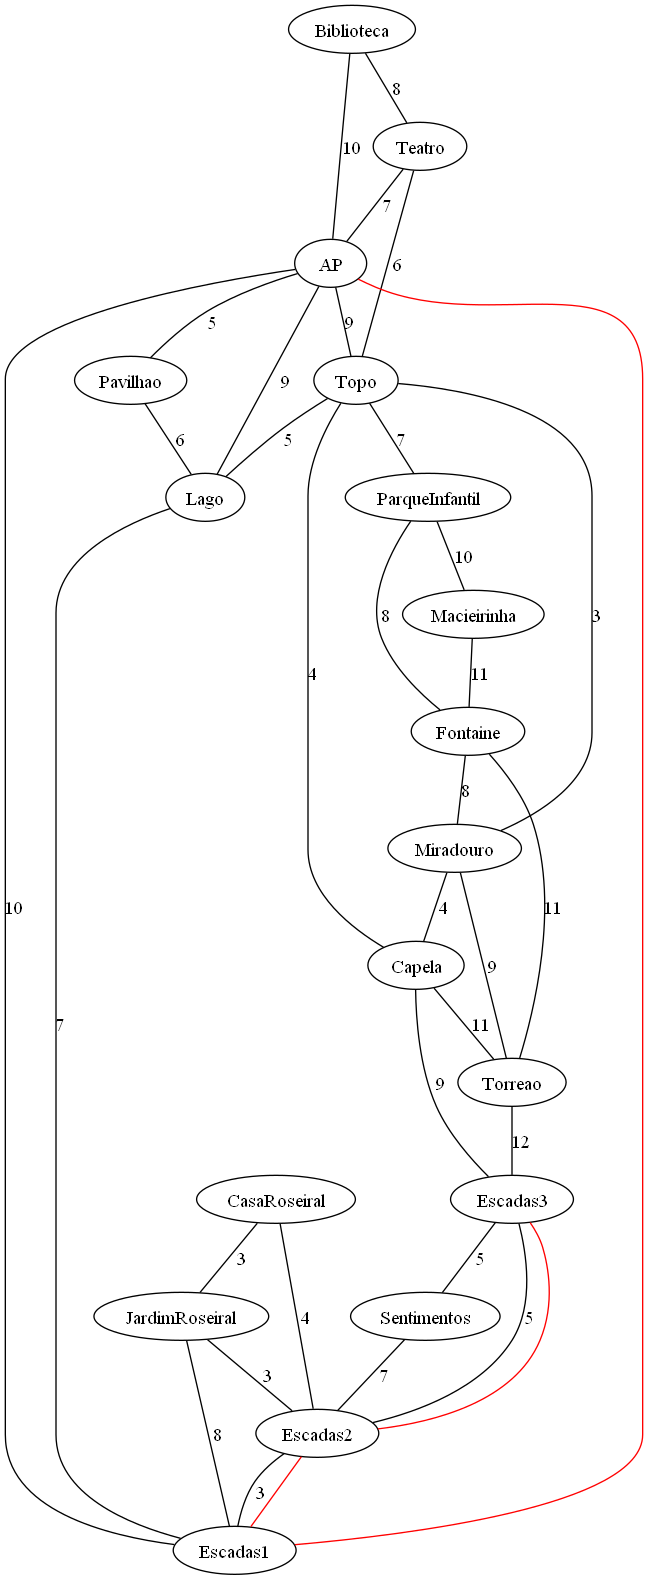 Biblioteca
8
Teatro
10
7
AP
6
5
9
9
Pavilhao
Topo
6
5
7
Lago
ParqueInfantil
10
8
Macieirinha
3
4
11
Fontaine
8
Miradouro
10
4
11
Capela
9
7
11
9
Torreao
12
CasaRoseiral
Escadas3
3
5
JardimRoseiral
4
Sentimentos
5
3
7
8
Escadas2
3
Escadas1